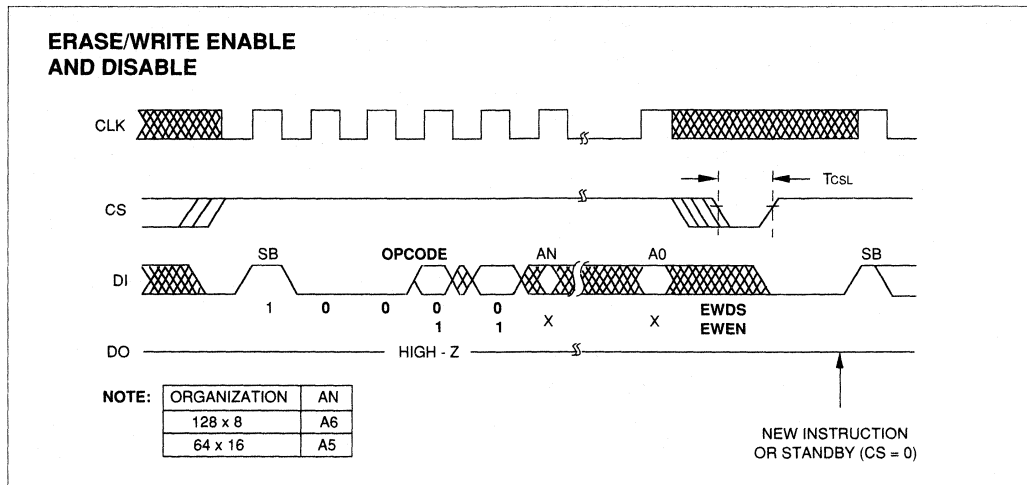 ERASE/WRITE ENABLE
AND DISABLE
CLK
TCSL
CS
SB OPCODE AN A0 SB
DI
1 0 0 0 0 X X EWDS
1 1 EWEN
DO HIGH - Z
NOTE: ORGANIZATION AN
128 x 8 A6
64 x 16 A5
NEW INSTRUCTION
OR STANDBY (CS = 0)